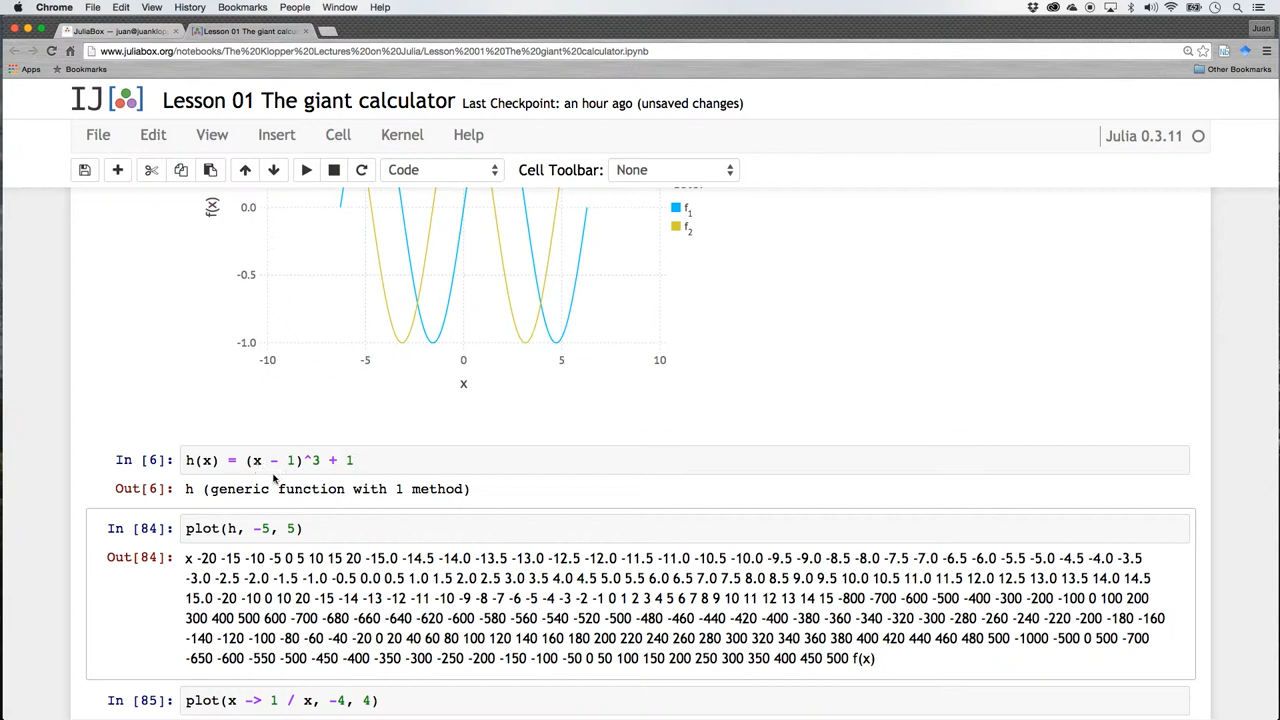 Chrome File Edit View History Bookmarks People Window Help
JuliaBox — juan@juanklop Lesson 01 The giant calcu Juan
www.juliabox.org/notebooks/The%20Klopper%20Lectures%20on%20Julia/Lesson%2001%20The%20giant%20calculator.ipynb
Apps Bookmarks Other Bookmarks
IJ[ ] Lesson 01 The giant calculator Last Checkpoint: an hour ago (unsaved changes)
File Edit View Insert Cell Kernel Help Julia 0.3.11
Code Cell Toolbar: None
f(x) 0.0 f1
f2
-0.5
-1.0
-10 -5 0 5 10
x
In [6]: h(x) = (x - 1)^3 + 1
Out[6]: h (generic function with 1 method)
In [84]: plot(h, -5, 5)
Out[84]: x -20 -15 -10 -5 0 5 10 15 20 -15.0 -14.5 -14.0 -13.5 -13.0 -12.5 -12.0 -11.5 -11.0 -10.5 -10.0 -9.5 -9.0 -8.5 -8.0 -7.5 -7.0 -6.5 -6.0 -5.5 -5.0 -4.5 -4.0 -3.5
-3.0 -2.5 -2.0 -1.5 -1.0 -0.5 0.0 0.5 1.0 1.5 2.0 2.5 3.0 3.5 4.0 4.5 5.0 5.5 6.0 6.5 7.0 7.5 8.0 8.5 9.0 9.5 10.0 10.5 11.0 11.5 12.0 12.5 13.0 13.5 14.0 14.5
15.0 -20 -10 0 10 20 -15 -14 -13 -12 -11 -10 -9 -8 -7 -6 -5 -4 -3 -2 -1 0 1 2 3 4 5 6 7 8 9 10 11 12 13 14 15 -800 -700 -600 -500 -400 -300 -200 -100 0 100 200
300 400 500 600 -700 -680 -660 -640 -620 -600 -580 -560 -540 -520 -500 -480 -460 -440 -420 -400 -380 -360 -340 -320 -300 -280 -260 -240 -220 -200 -180 -160
-140 -120 -100 -80 -60 -40 -20 0 20 40 60 80 100 120 140 160 180 200 220 240 260 280 300 320 340 360 380 400 420 440 460 480 500 -1000 -500 0 500 -700
-650 -600 -550 -500 -450 -400 -350 -300 -250 -200 -150 -100 -50 0 50 100 150 200 250 300 350 400 450 500 f(x)
In [85]: plot(x -> 1 / x, -4, 4)